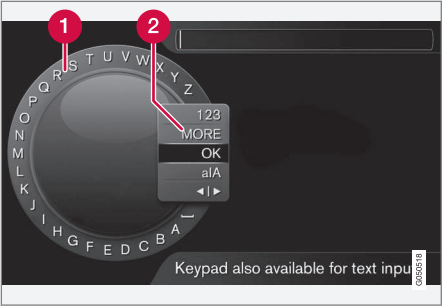 1
2
A B C D E F G H I J K L M N O P Q R S T U V W X Y Z
123
MORE
OK
a|A
◄|►
Keypad also available for text inpu
G050518